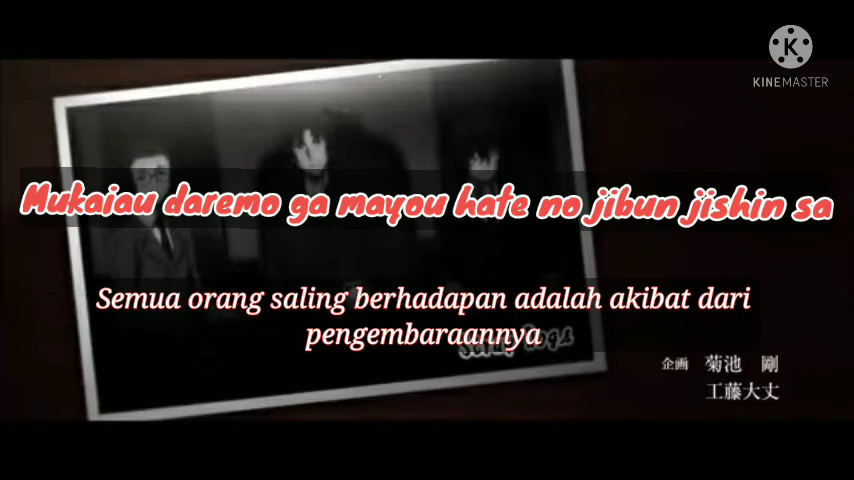 KINEMASTER
Mukaiau daremo ga mayou hate no jibun jishin sa
Semua orang saling berhadapan adalah akibat dari
pengembaraannya
企画 菊池 剛
工藤大丈